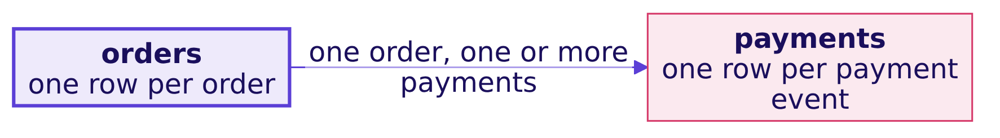 orders
one row per order
one order, one or more
payments
payments
one row per payment
event